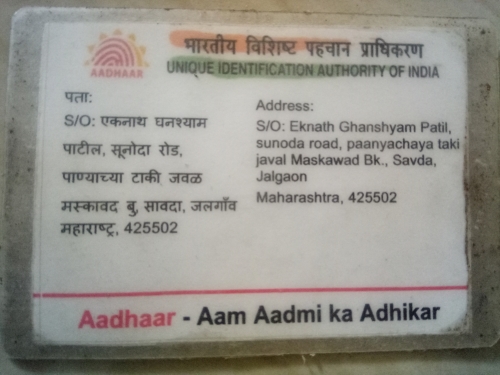 AADHAAR
भारतीय विशिष्ट पहचान प्राधिकरण
UNIQUE IDENTIFICATION AUTHORITY OF INDIA
पता:
S/O: एकनाथ घनश्याम
पाटील, सूनोदा रोड,
पाण्याच्या टाकी जवळ
मस्कावद बु, सावदा, जलगाँव
महाराष्ट्र, 425502
Address:
S/O: Eknath Ghanshyam Patil,
sunoda road, paanyachaya taki
javal Maskawad Bk., Savda,
Jalgaon
Maharashtra, 425502
Aadhaar - Aam Aadmi ka Adhikar